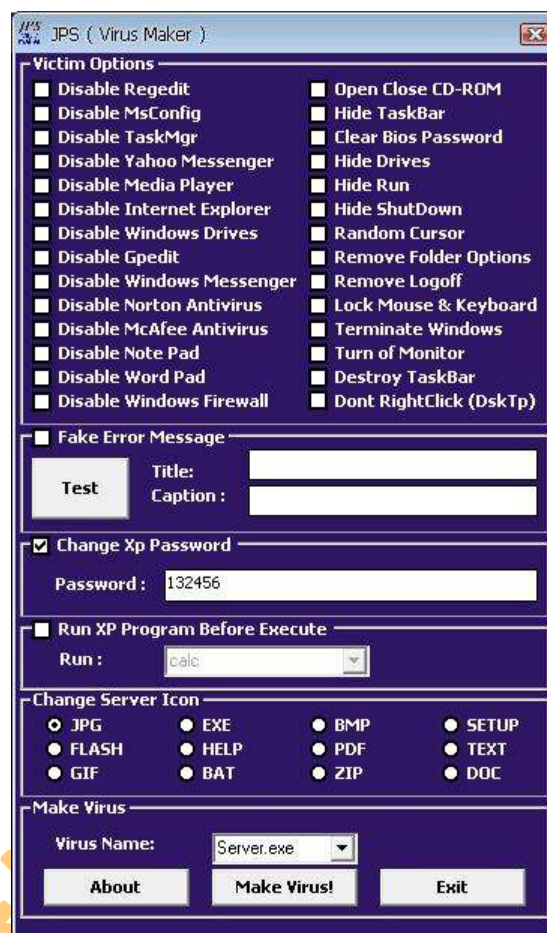 JPS ( Virus Maker )
Victim Options
Disable Regedit
Disable MsConfig
Disable TaskMgr
Disable Yahoo Messenger
Disable Media Player
Disable Internet Explorer
Disable Windows Drives
Disable Gpedit
Disable Windows Messenger
Disable Norton Antivirus
Disable McAfee Antivirus
Disable Note Pad
Disable Word Pad
Disable Windows Firewall
Open Close CD-ROM
Hide TaskBar
Clear Bios Password
Hide Drives
Hide Run
Hide ShutDown
Random Cursor
Remove Folder Options
Remove Logoff
Lock Mouse & Keyboard
Terminate Windows
Turn of Monitor
Destroy TaskBar
Dont RightClick (DskTp)
Fake Error Message
Test
Title:
Caption :
Change Xp Password
Password : 132456
Run XP Program Before Execute
Run : calc
Change Server Icon
JPG EXE BMP SETUP
FLASH HELP PDF TEXT
GIF BAT ZIP DOC
Make Virus
Virus Name: Server.exe
About Make Virus! Exit